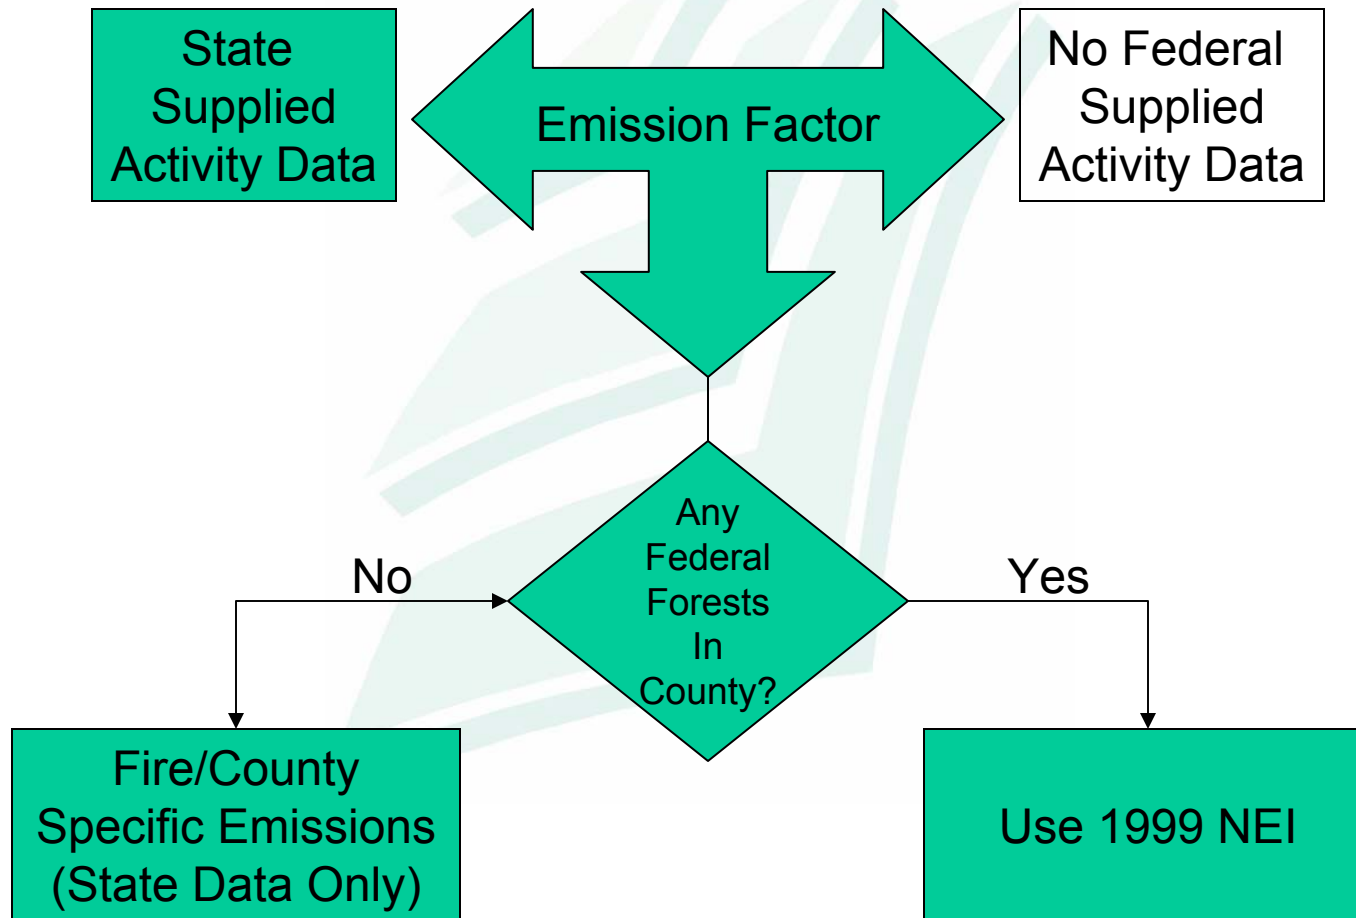 State
Supplied
Activity Data
Emission Factor
No Federal
Supplied
Activity Data
Any
Federal
Forests
In
County?
No
Yes
Fire/County
Specific Emissions
(State Data Only)
Use 1999 NEI